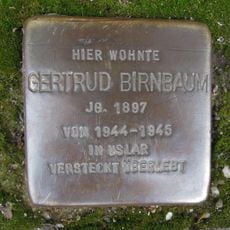 HIER WOHNTE
GERTRUD BIRNBAUM
JG. 1897
VON 1944-1945
IN USLAR
VERSTECKT ÜBERLEBT